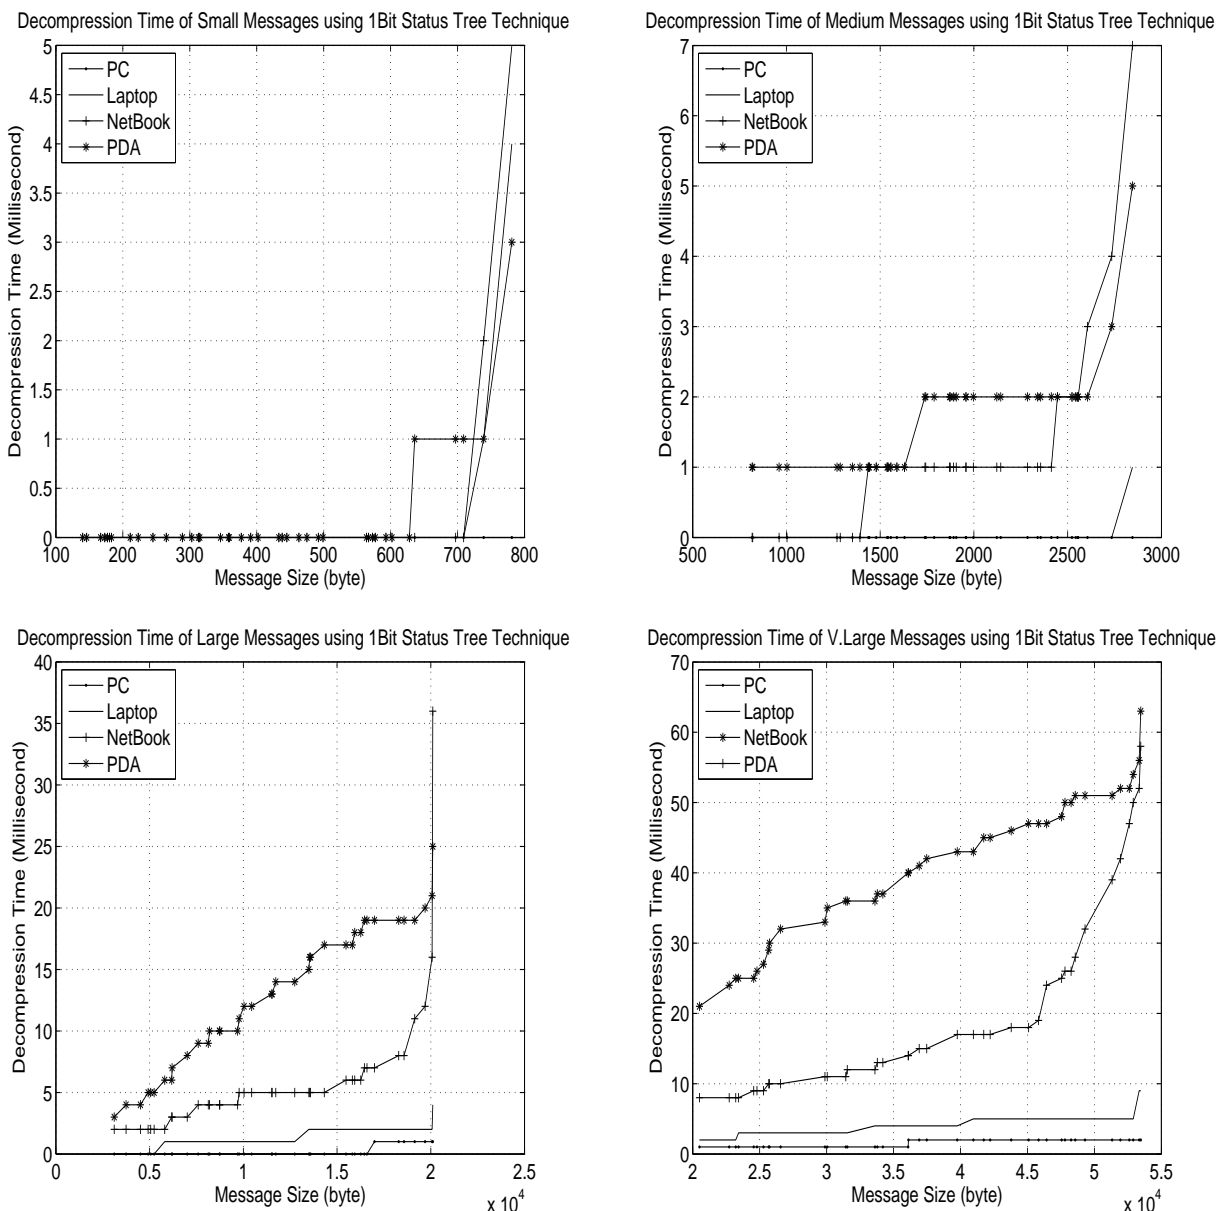 Decompression Time of Small Messages using 1Bit Status Tree Technique
5
4.5
4
3.5
3
2.5
2
1.5
1
0.5
0
Decompression Time (Millisecond)
PC
Laptop
NetBook
PDA
100 200 300 400 500 600 700 800
Message Size (byte)
Decompression Time of Medium Messages using 1Bit Status Tree Technique
7
6
5
4
3
2
1
0
Decompression Time (Millisecond)
PC
Laptop
NetBook
PDA
500 1000 1500 2000 2500 3000
Message Size (byte)
Decompression Time of Large Messages using 1Bit Status Tree Technique
40
35
30
25
20
15
10
5
0
Decompression Time (Millisecond)
PC
Laptop
NetBook
PDA
0 0.5 1 1.5 2 2.5
Message Size (byte)
x 10^4
Decompression Time of V.Large Messages using 1Bit Status Tree Technique
70
60
50
40
30
20
10
0
Decompression Time (Millisecond)
PC
Laptop
NetBook
PDA
2 2.5 3 3.5 4 4.5 5 5.5
Message Size (byte)
x 10^4